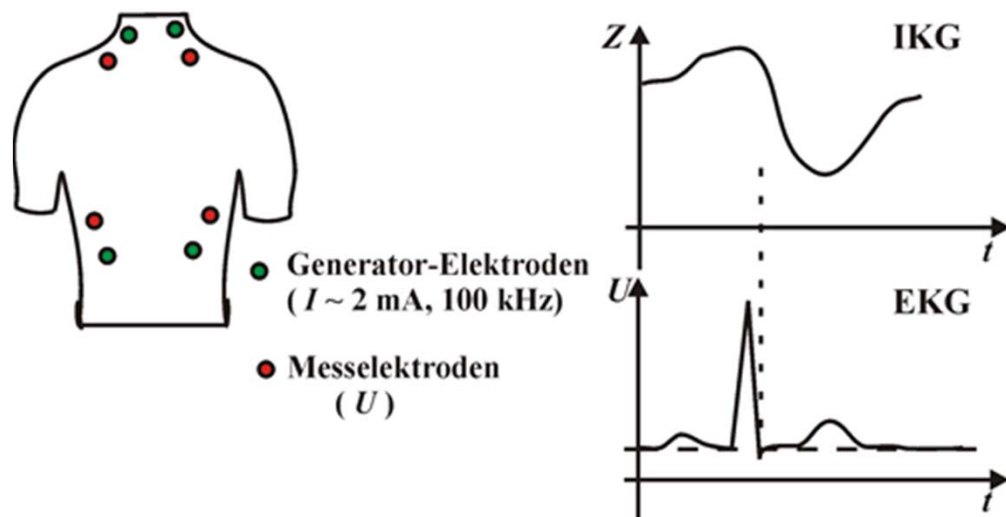 Z
IKG
t
Generator-Elektroden
( I ~ 2 mA, 100 kHz)
Messelektroden
( U )
U
EKG
t